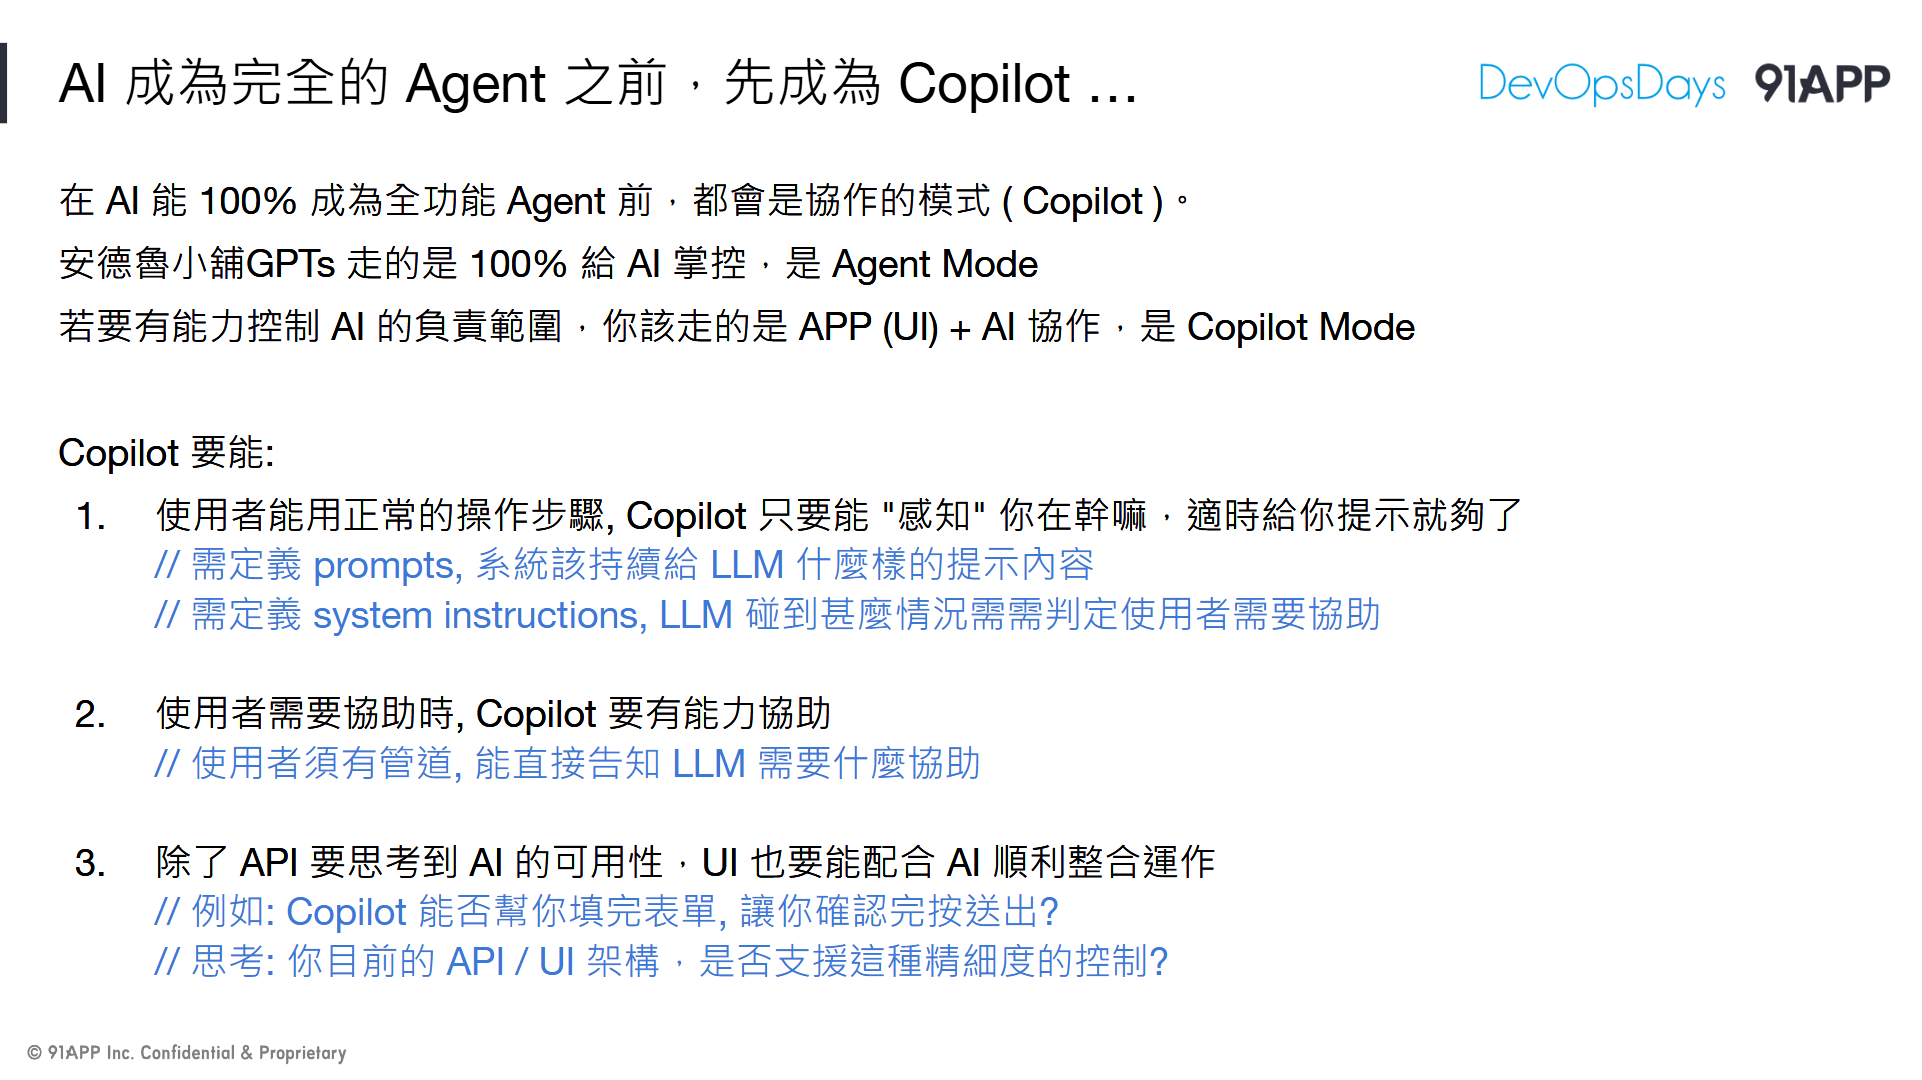 AI 成為完全的 Agent 之前，先成為 Copilot …
DevOpsDays 91APP
在 AI 能 100% 成為全功能 Agent 前，都會是協作的模式 ( Copilot )。
安德魯小舖GPTs 走的是 100% 給 AI 掌控，是 Agent Mode
若要有能力控制 AI 的負責範圍，你該走的是 APP (UI) + AI 協作，是 Copilot Mode
Copilot 要能:
1. 使用者能用正常的操作步驟, Copilot 只要能 "感知" 你在幹嘛，適時給你提示就夠了
// 需定義 prompts, 系統該持續給 LLM 什麼樣的提示內容
// 需定義 system instructions, LLM 碰到甚麼情況需需判定使用者需要協助
2. 使用者需要協助時, Copilot 要有能力協助
// 使用者須有管道, 能直接告知 LLM 需要什麼協助
3. 除了 API 要思考到 AI 的可用性，UI 也要能配合 AI 順利整合運作
// 例如: Copilot 能否幫你填完表單, 讓你確認完按送出?
// 思考: 你目前的 API / UI 架構，是否支援這種精細度的控制?
© 91APP Inc. Confidential & Proprietary